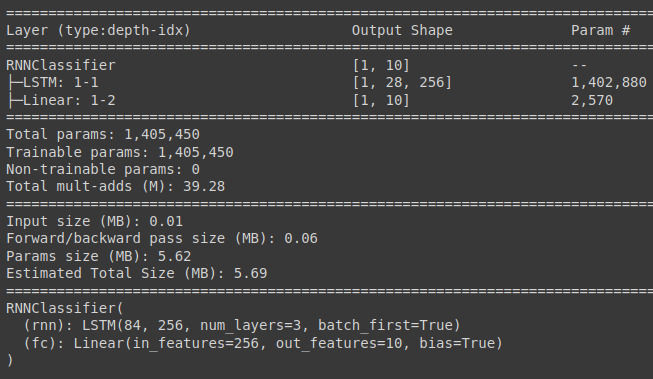 ==========================================================================================
Layer (type:depth-idx)                   Output Shape              Param #
==========================================================================================
RNNClassifier                            [1, 10]                   --
├─LSTM: 1-1                              [1, 28, 256]              1,402,880
├─Linear: 1-2                            [1, 10]                   2,570
==========================================================================================
Total params: 1,405,450
Trainable params: 1,405,450
Non-trainable params: 0
Total mult-adds (M): 39.28
==========================================================================================
Input size (MB): 0.01
Forward/backward pass size (MB): 0.06
Params size (MB): 5.62
Estimated Total Size (MB): 5.69
==========================================================================================
RNNClassifier(
  (rnn): LSTM(84, 256, num_layers=3, batch_first=True)
  (fc): Linear(in_features=256, out_features=10, bias=True)
)